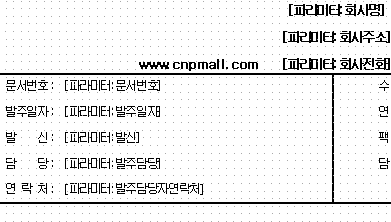 [파라미터: 회사명]
[파라미터: 회사주소]
www.cnpmall.com [파라미터: 회사전화]
문서번호 : [파라미터:문서번호] 수
발주일자 : [파라미터:발주일자] 연
발 신 : [파라미터:발신] 팩
담 당 : [파라미터:발주담당] 담
연 락 처 : [파라미터:발주담당자연락처]